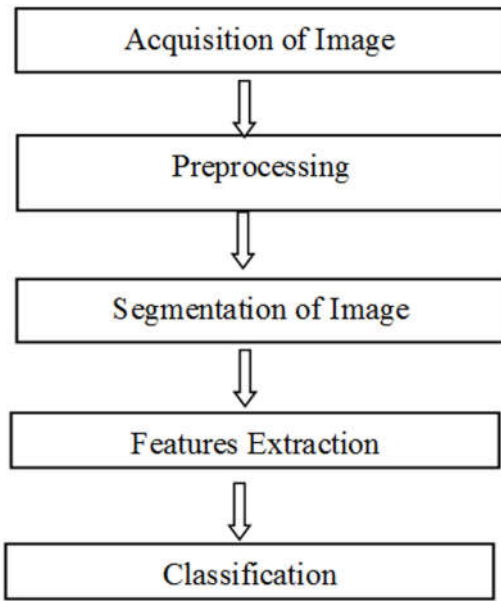 Acquisition of Image
Preprocessing
Segmentation of Image
Features Extraction
Classification